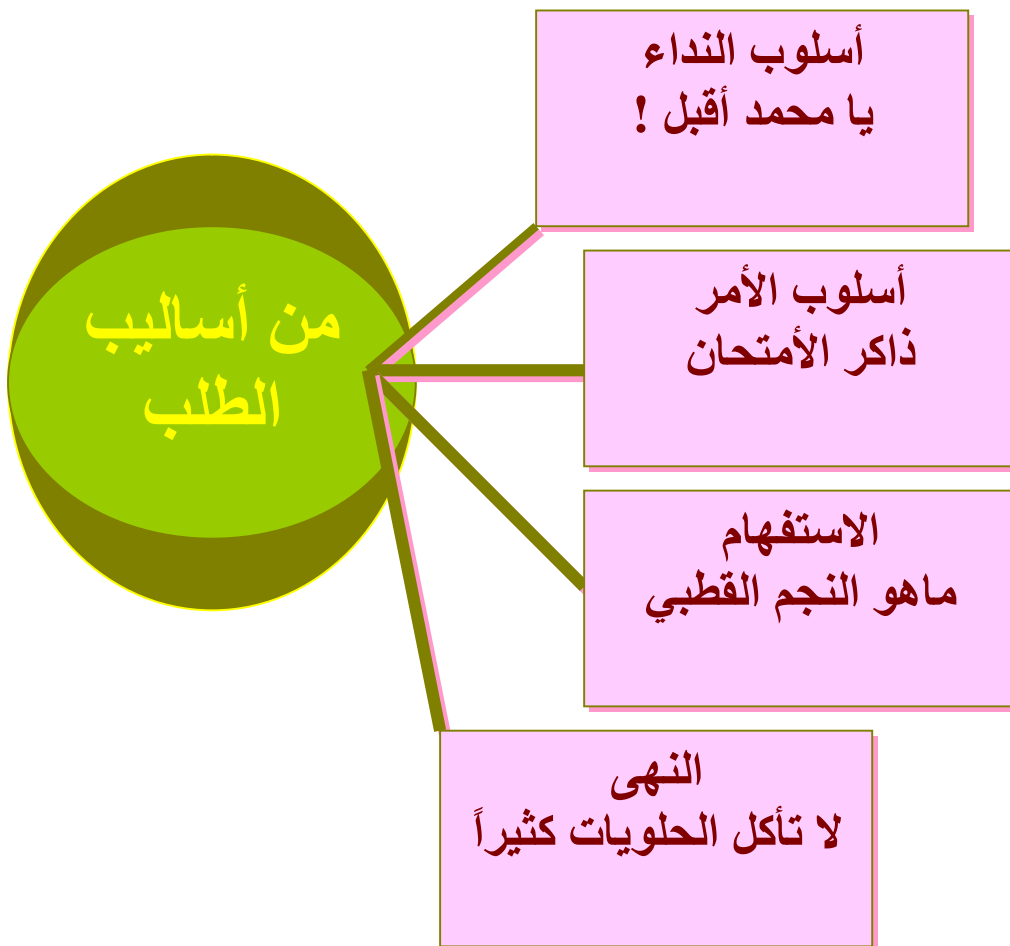 من أساليب
الطلب
أسلوب النداء
يا محمد أقبل !
أسلوب الأمر
ذاكر الأمتحان
الاستفهام
ماهو النجم القطبي
النهى
لا تأكل الحلويات كثيراً